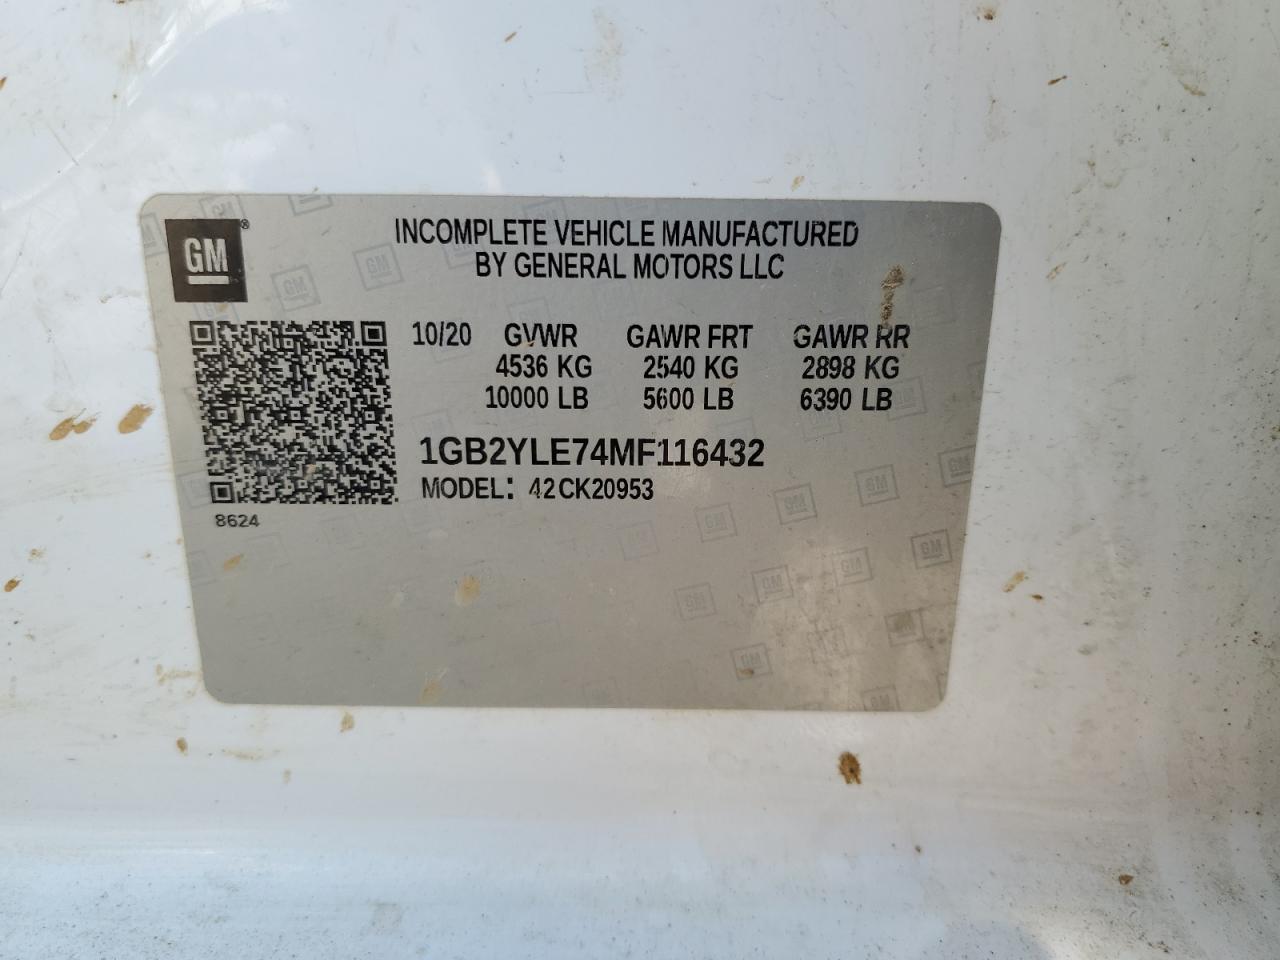 GM®
INCOMPLETE VEHICLE MANUFACTURED
BY GENERAL MOTORS LLC
10/20 GVWR GAWR FRT GAWR RR
4536 KG 2540 KG 2898 KG
10000 LB 5600 LB 6390 LB
1GB2YLE74MF116432
MODEL: 42CK20953
8624